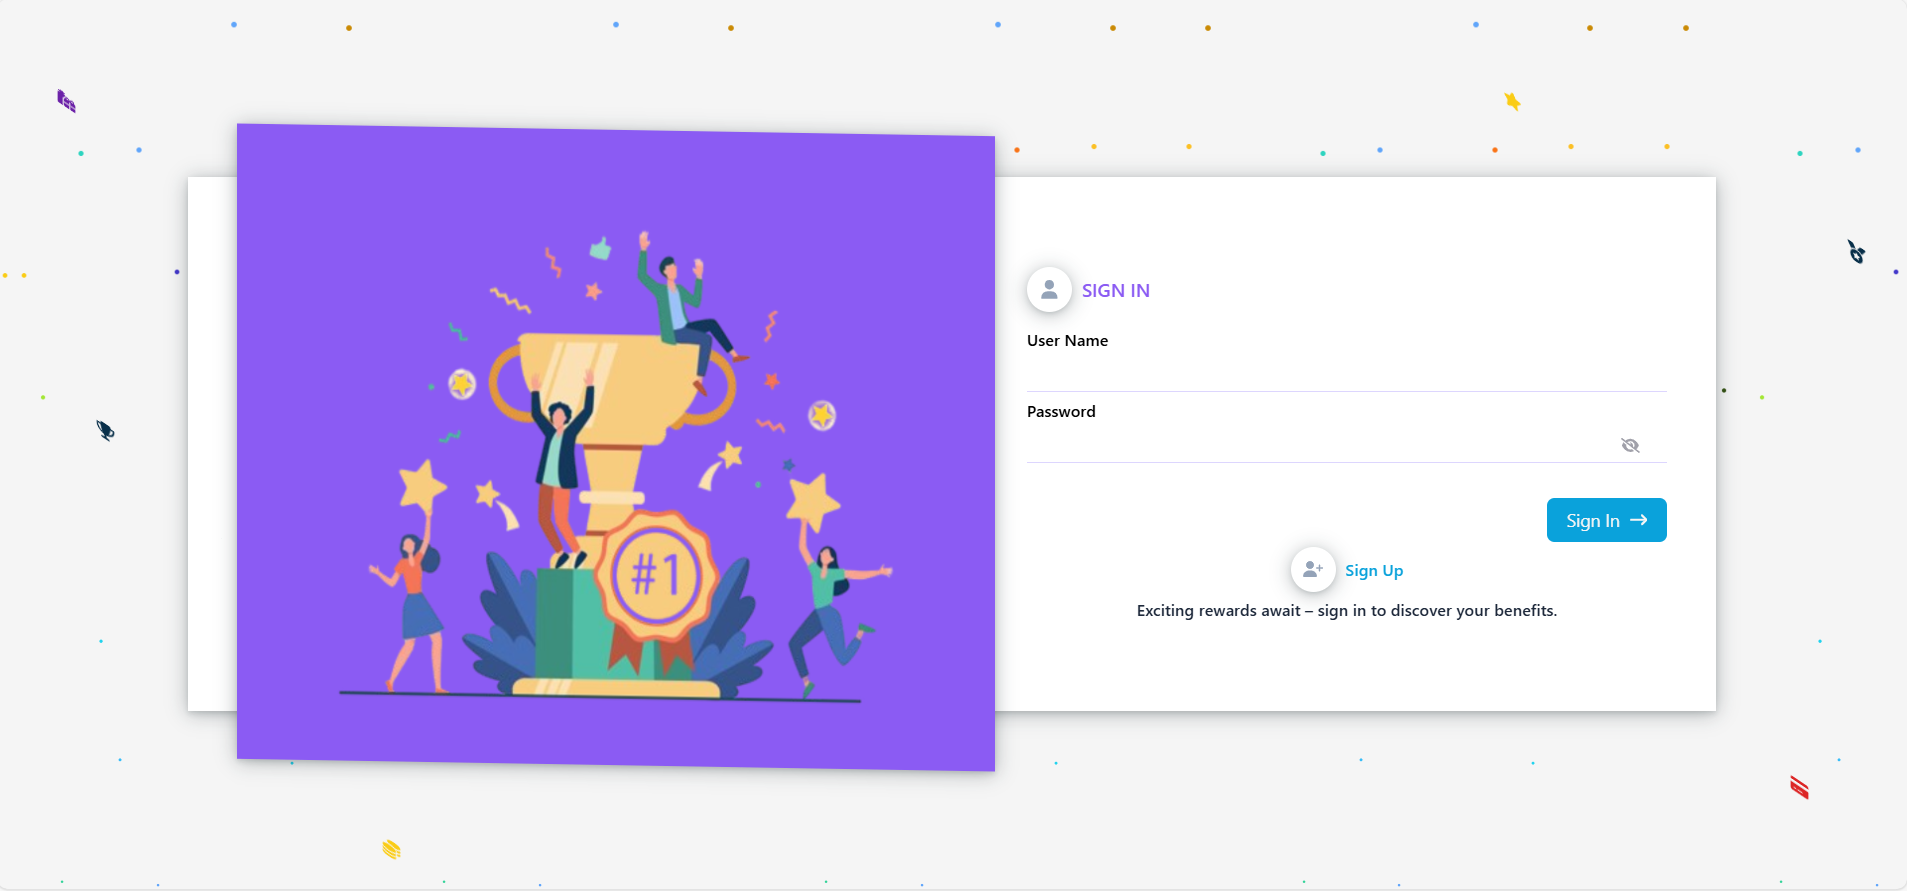 #1
SIGN IN
User Name
Password
Sign In
Sign Up
Exciting rewards await – sign in to discover your benefits.